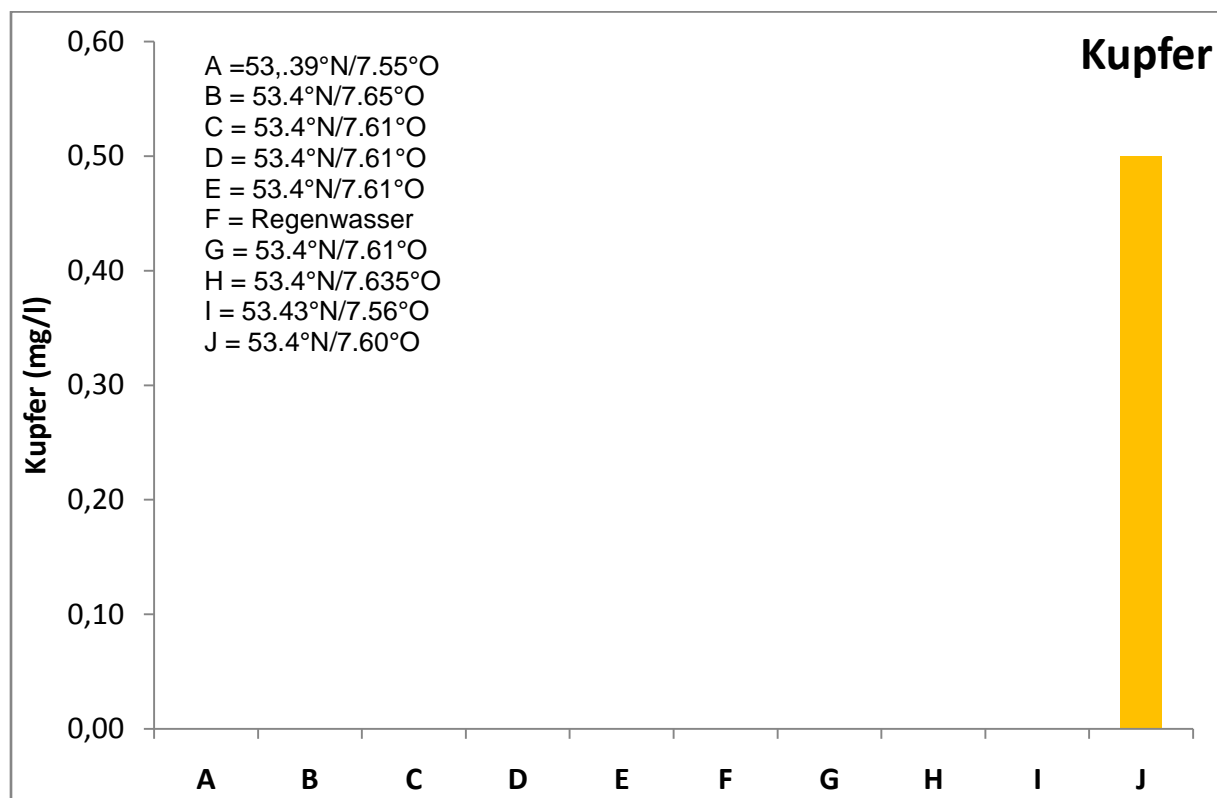 Kupfer
0,60
0,50
0,40
0,30
0,20
0,10
0,00
Kupfer (mg/l)
A =53,.39°N/7.55°O
B = 53.4°N/7.65°O
C = 53.4°N/7.61°O
D = 53.4°N/7.61°O
E = 53.4°N/7.61°O
F = Regenwasser
G = 53.4°N/7.61°O
H = 53.4°N/7.635°O
I = 53.43°N/7.56°O
J = 53.4°N/7.60°O
A B C D E F G H I J